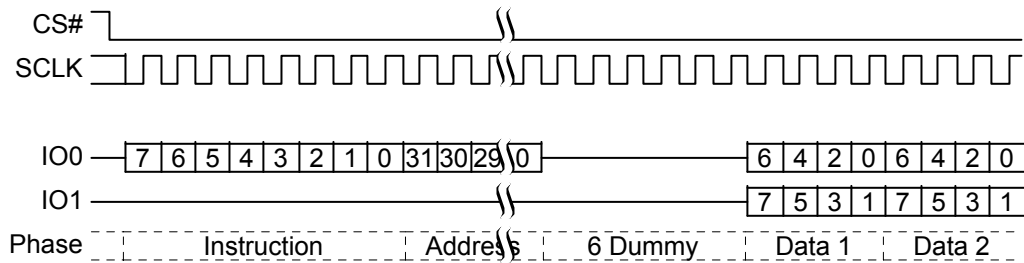 CS#
SCLK
IO0 7 6 5 4 3 2 1 0 31 30 29 0 6 4 2 0 6 4 2 0
IO1 7 5 3 1 7 5 3 1
Phase Instruction Address 6 Dummy Data 1 Data 2